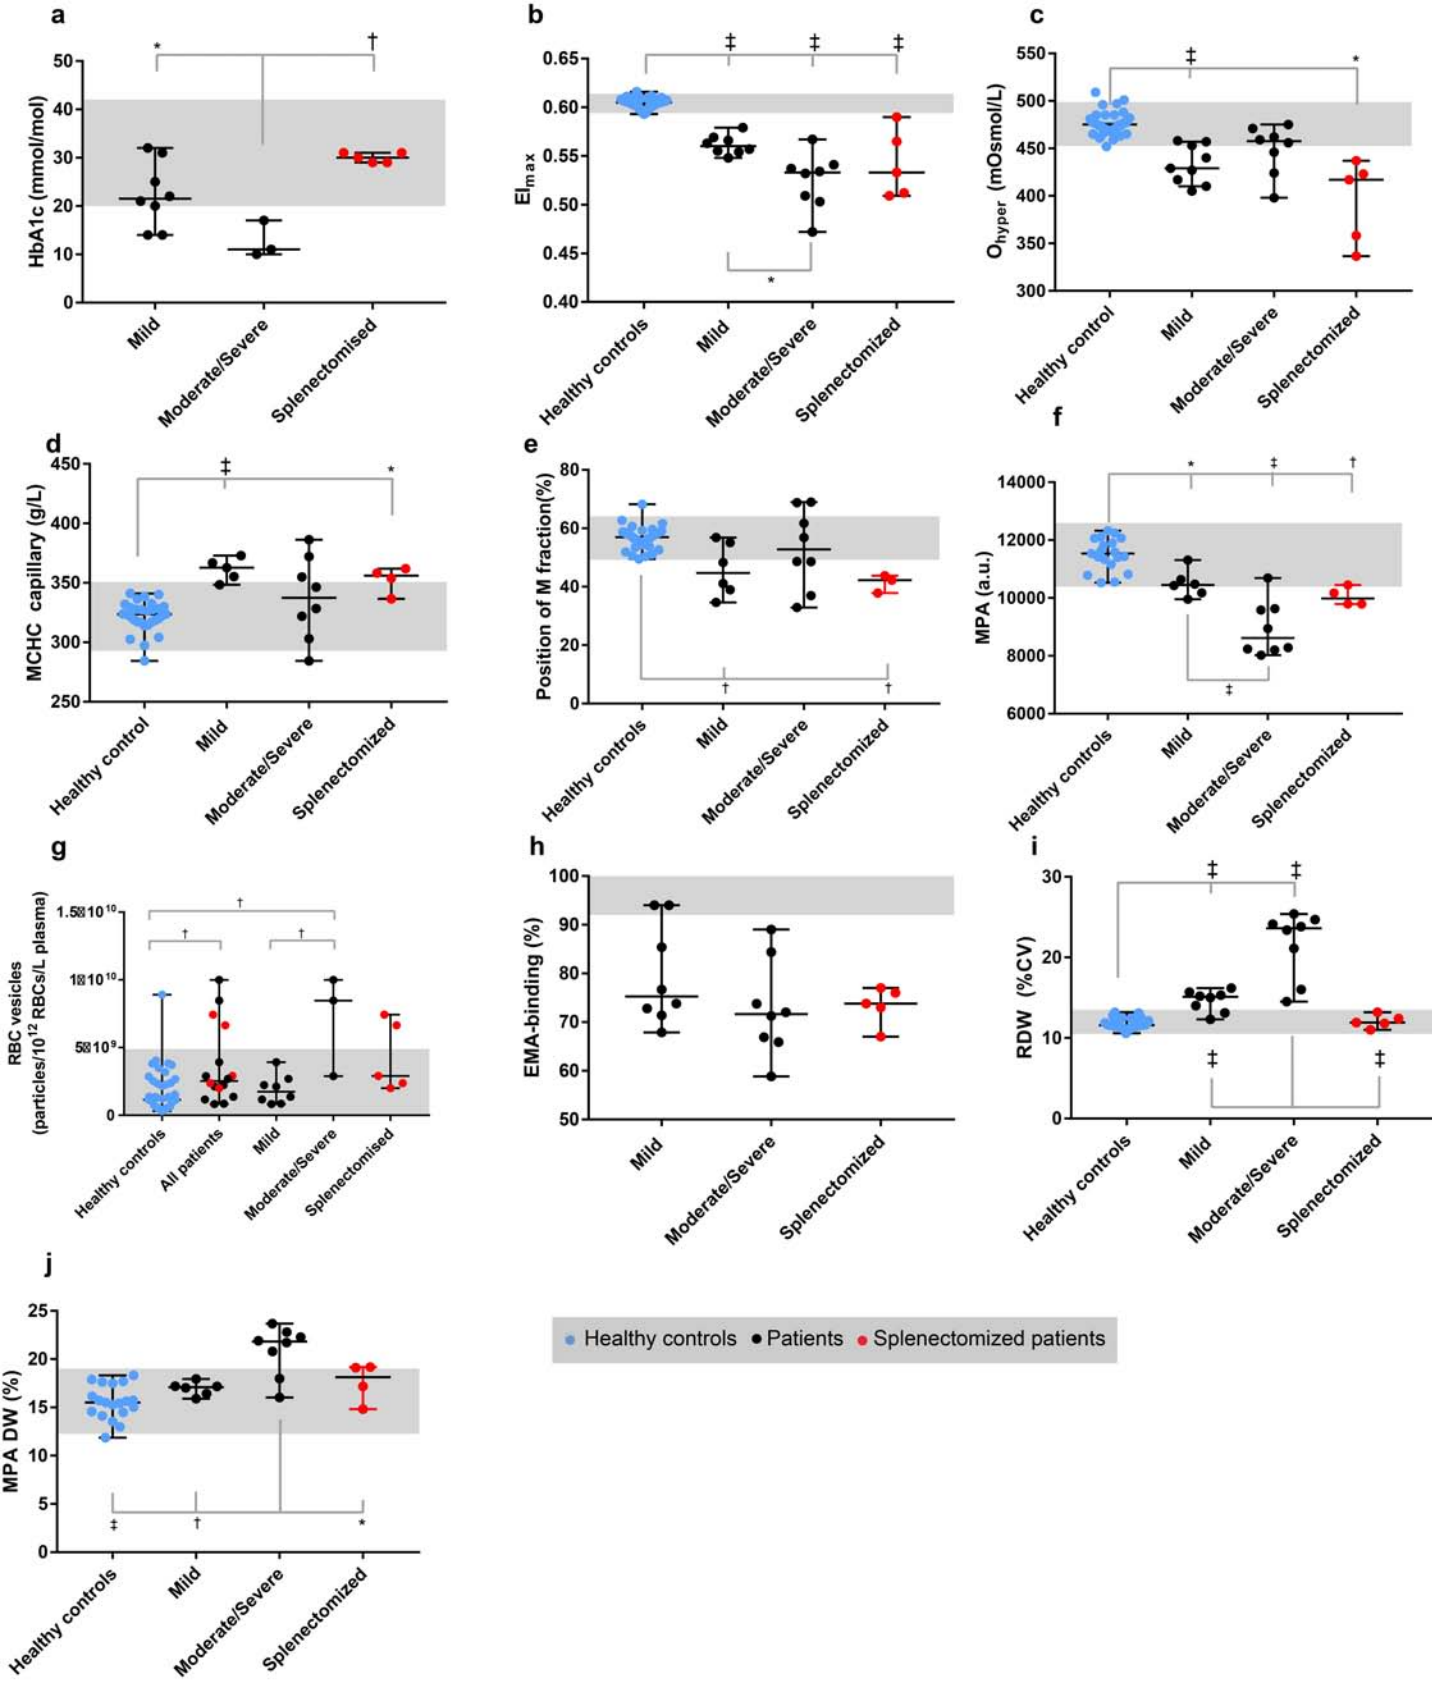 a
HbA1c (mmol/mol)
50
40
30
20
10
0
*
†
Mild
Moderate/Severe
Splenectomised
b
EImax
0.65
0.60
0.55
0.50
0.45
0.40
‡
‡
‡
*
Healthy controls
Mild
Moderate/Severe
Splenectomized
c
Ohyper (mOsmol/L)
550
500
450
400
350
300
‡
*
Healthy control
Mild
Moderate/Severe
Splenectomized
d
MCHC capillary (g/L)
450
400
350
300
250
‡
*
Healthy control
Mild
Moderate/Severe
Splenectomized
e
Position of M fraction(%)
80
60
40
20
0
†
†
Healthy controls
Mild
Moderate/Severe
Splenectomized
f
MPA (a.u.)
14000
12000
10000
8000
6000
*
‡
†
‡
Healthy controls
Mild
Moderate/Severe
Splenectomized
g
RBC vesicles
(particles/10¹² RBCs/L plasma)
1.5□10¹⁰
1□10¹⁰
5□10⁹
0
†
†
†
Healthy controls
All patients
Mild
Moderate/Severe
Splenectomised
h
EMA-binding (%)
100
90
80
70
60
50
Mild
Moderate/Severe
Splenectomized
i
RDW (%CV)
30
20
10
0
‡
‡
‡
‡
Healthy controls
Mild
Moderate/Severe
Splenectomized
j
MPA DW (%)
25
20
15
10
5
0
‡
†
*
Healthy controls
Mild
Moderate/Severe
Splenectomized
Healthy controls
Patients
Splenectomized patients